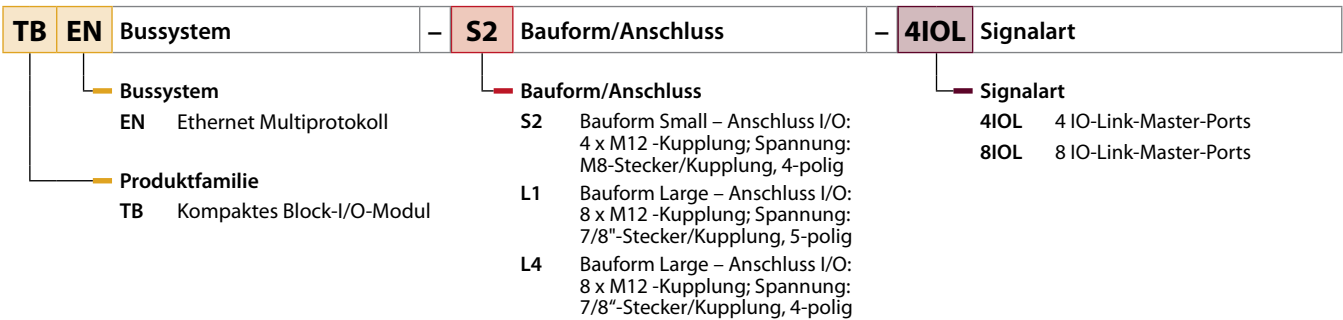 TB EN Bussystem – S2 Bauform/Anschluss – 4IOL Signalart
Bussystem
EN Ethernet Multiprotokoll
Produktfamilie
TB Kompaktes Block-I/O-Modul
Bauform/Anschluss
S2 Bauform Small – Anschluss I/O:
4 x M12 -Kupplung; Spannung:
M8-Stecker/Kupplung, 4-polig
L1 Bauform Large – Anschluss I/O:
8 x M12 -Kupplung; Spannung:
7/8"-Stecker/Kupplung, 5-polig
L4 Bauform Large – Anschluss I/O:
8 x M12 -Kupplung; Spannung:
7/8“-Stecker/Kupplung, 4-polig
Signalart
4IOL 4 IO-Link-Master-Ports
8IOL 8 IO-Link-Master-Ports